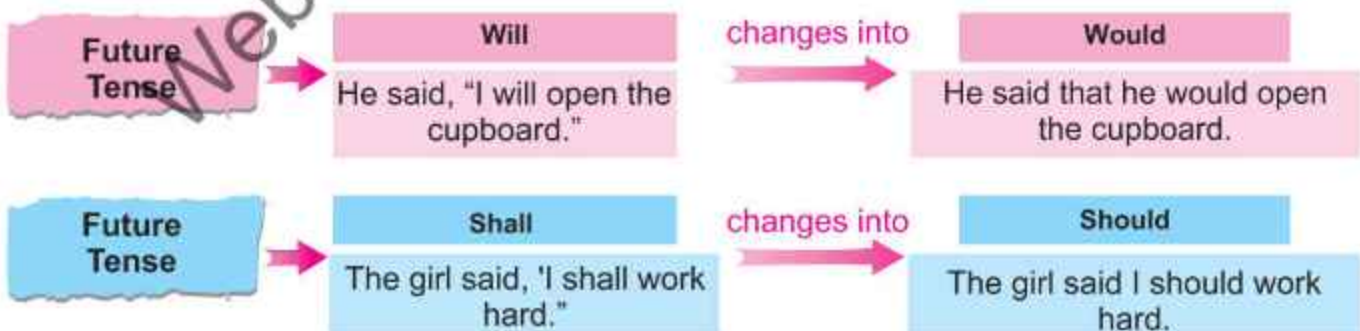 Web
Future
Tense
Will
changes into
Would
He said, “I will open the
cupboard.”
He said that he would open
the cupboard.
Future
Tense
Shall
changes into
Should
The girl said, 'I shall work
hard.”
The girl said I should work
hard.